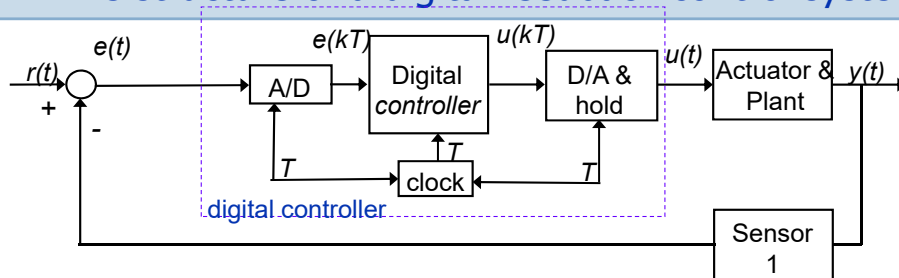 e(t)
e(kT)
u(kT)
u(t)
r(t)
+
-
A/D
Digital
controller
D/A &
hold
Actuator &
Plant
y(t)
T
T
T
clock
digital controller
Sensor
1